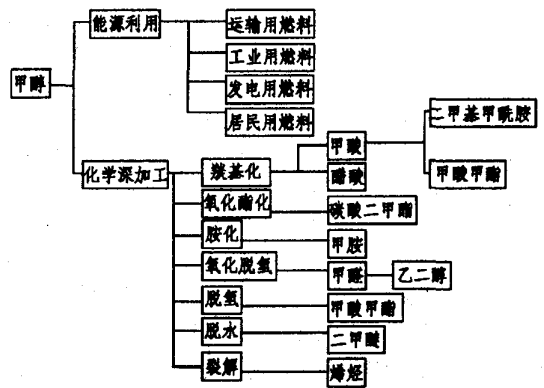 甲醇
能源利用
运输用燃料
工业用燃料
发电用燃料
居民用燃料
化学深加工
羰基化
甲酸
二甲基甲酰胺
甲酸甲酯
醋酸
氧化酯化
碳酸二甲酯
胺化
甲胺
氧化脱氢
甲醛
乙二醇
脱氢
甲酸甲酯
脱水
二甲醚
裂解
烯烃